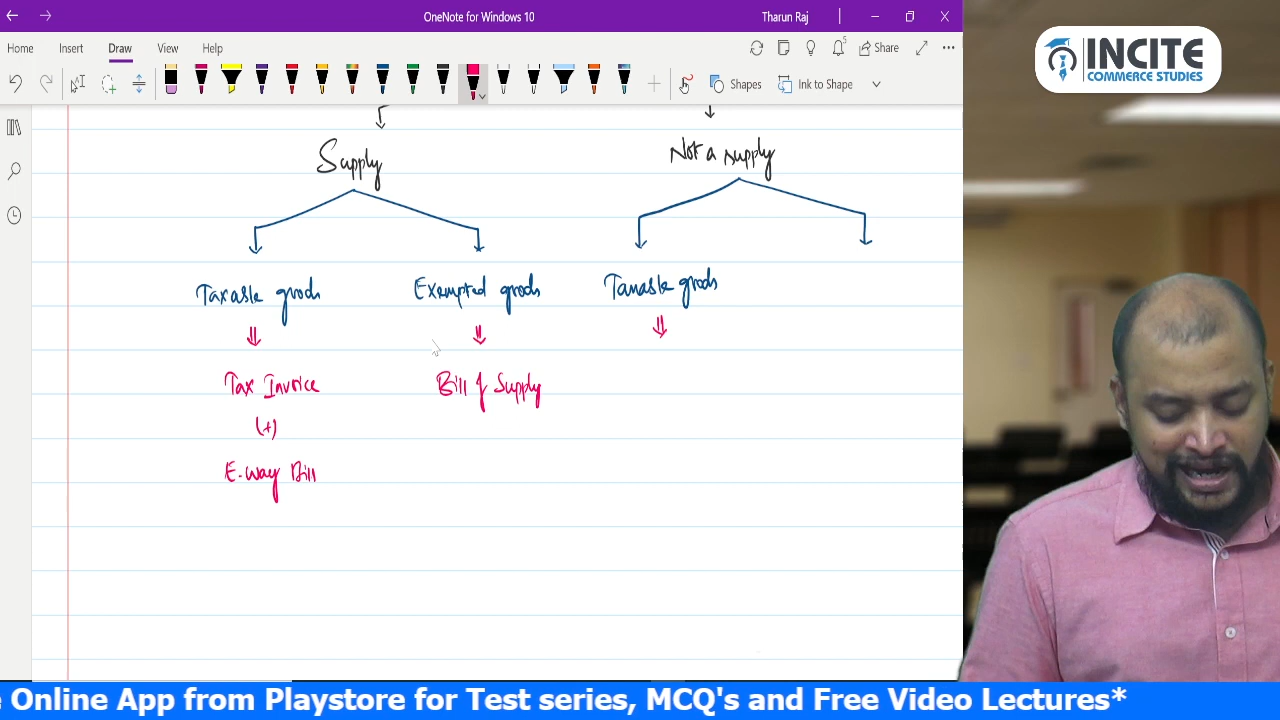 OneNote for Windows 10
Tharun Raj
Home Insert Draw View Help
5
Share
Shapes
Ink to Shape
INCITE
COMMERCE STUDIES
Supply
Not a supply
Taxable goods
Exempted goods
Taxable goods
Tax Invoice
Bill of Supply
(+)
E-way Bill
Online App from Playstore for Test series, MCQ's and Free Video Lectures*